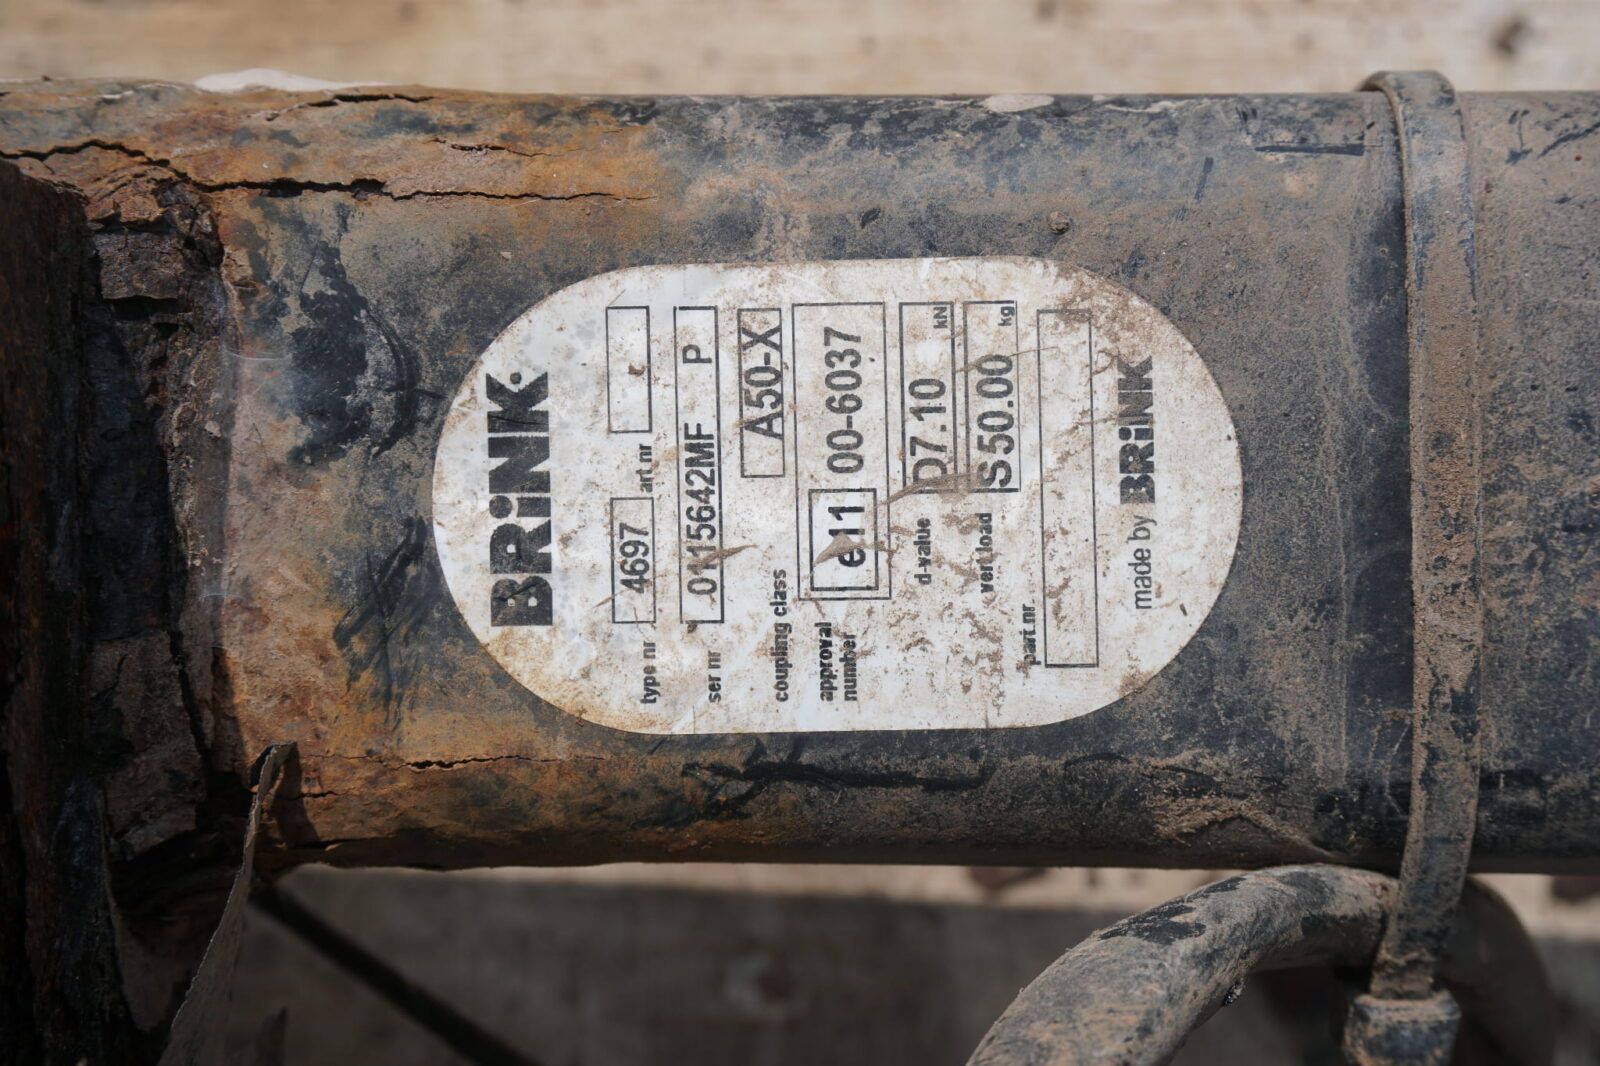 BRiNK.
type nr 4697 art nr
ser nr 0115642MF P
coupling class A50-X
approval number e11 00-6037
d-value D7.10 kN
vert load S50.00 kg
part nr
made by BRiNK